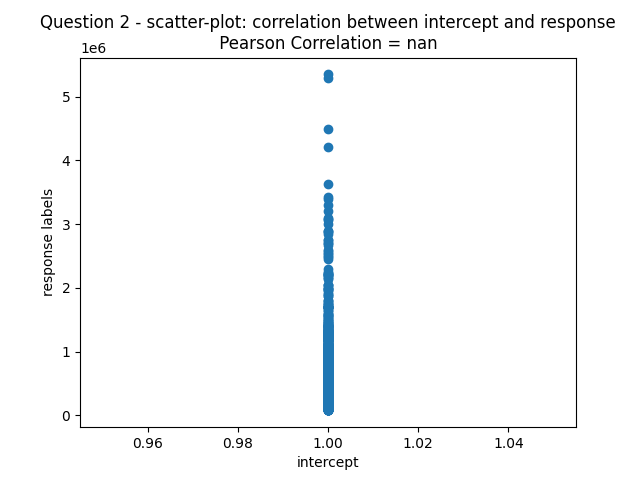 Question 2 - scatter-plot: correlation between intercept and response
Pearson Correlation = nan
1e6
5
4
3
2
1
0
response labels
0.96 0.98 1.00 1.02 1.04
intercept